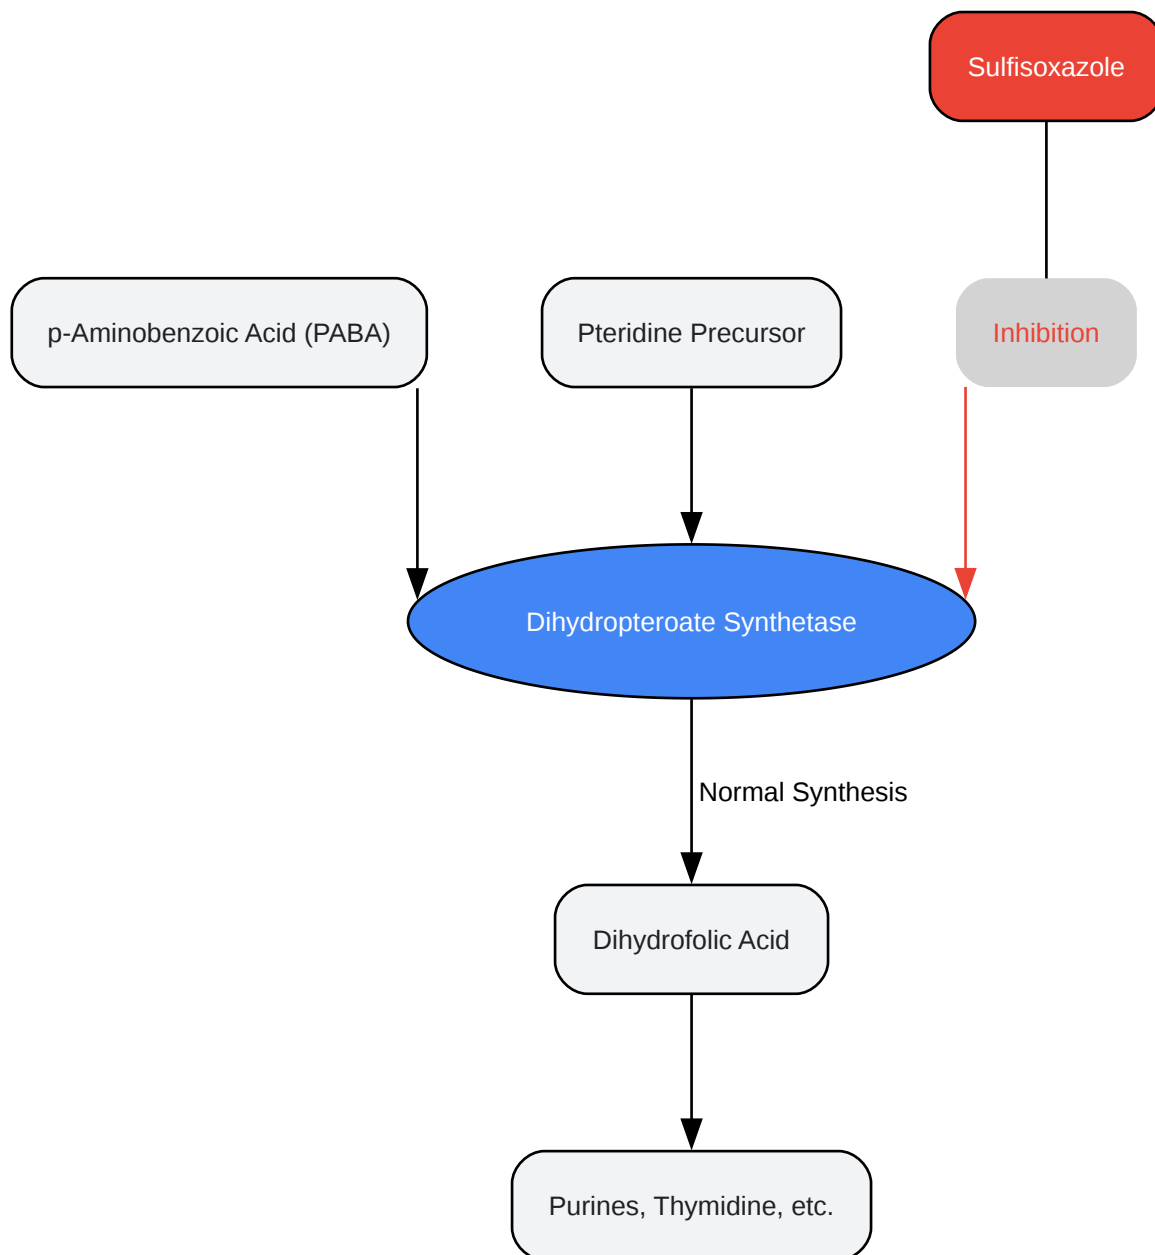 Sulfisoxazole
p-Aminobenzoic Acid (PABA)
Pteridine Precursor
Inhibition
Dihydropteroate Synthetase
Normal Synthesis
Dihydrofolic Acid
Purines, Thymidine, etc.